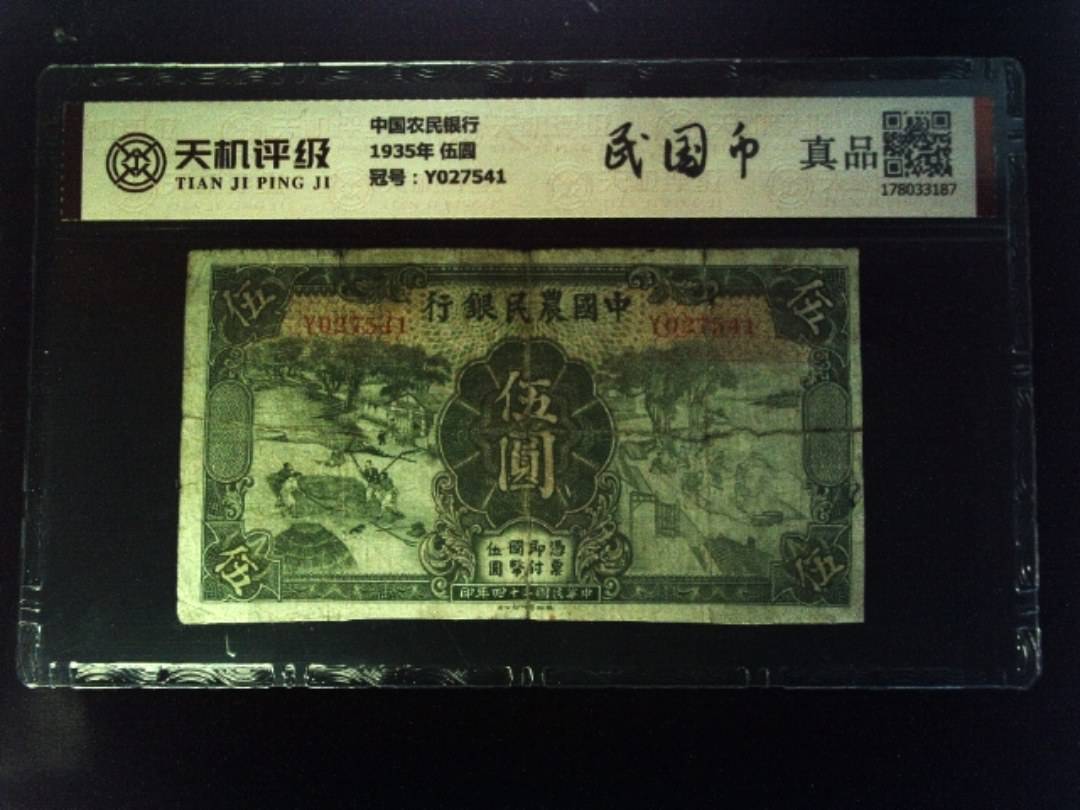 天机评级
TIAN JI PING JI
中国农民银行
1935年 伍圆
冠号：Y027541
民国币
真品
178033187
伍
伍
行銀民農國中
Y027541
Y027541
伍
圓
憑票
即付
國幣
伍圓
伍
伍
印年四十二國民華中